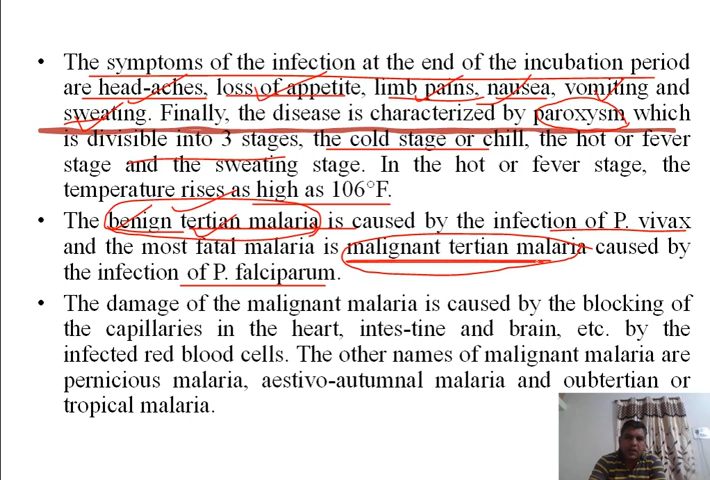 • The symptoms of the infection at the end of the incubation period
are head-aches, loss of appetite, limb pains, nausea, vomiting and
sweating. Finally, the disease is characterized by paroxysm which
is divisible into 3 stages, the cold stage or chill, the hot or fever
stage and the sweating stage. In the hot or fever stage, the
temperature rises as high as 106°F.
• The benign tertian malaria is caused by the infection of P. vivax
and the most fatal malaria is malignant tertian malaria caused by
the infection of P. falciparum.
• The damage of the malignant malaria is caused by the blocking of
the capillaries in the heart, intes-tine and brain, etc. by the
infected red blood cells. The other names of malignant malaria are
pernicious malaria, aestivo-autumnal malaria and oubtertian or
tropical malaria.